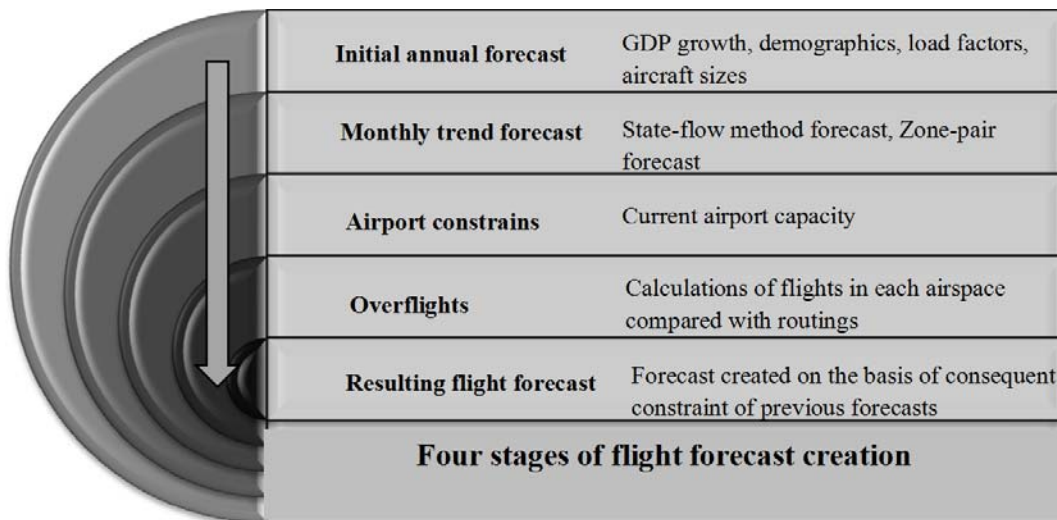 Initial annual forecast
GDP growth, demographics, load factors,
aircraft sizes
Monthly trend forecast
State-flow method forecast, Zone-pair
forecast
Airport constrains
Current airport capacity
Overflights
Calculations of flights in each airspace
compared with routings
Resulting flight forecast
Forecast created on the basis of consequent
constraint of previous forecasts
Four stages of flight forecast creation